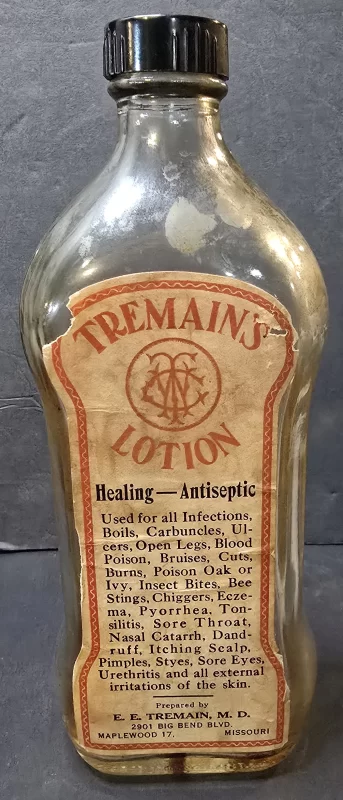 TREMAIN'S
LOTION
Healing—Antiseptic
Used for all Infections,
Boils, Carbuncles, Ul-
cers, Open Legs, Blood
Poison, Bruises, Cuts,
Burns, Poison Oak or
Ivy, Insect Bites, Bee
Stings, Chiggers, Ecze-
ma, Pyorrhea, Ton-
silitis, Sore Throat,
Nasal Catarrh, Dand-
ruff, Itching Scalp,
Pimples, Styes, Sore Eyes,
Urethritis and all external
irritations of the skin.
Prepared by
E. E. TREMAIN, M. D.
2901 BIG BEND BLVD.
MAPLEWOOD 17, MISSOURI